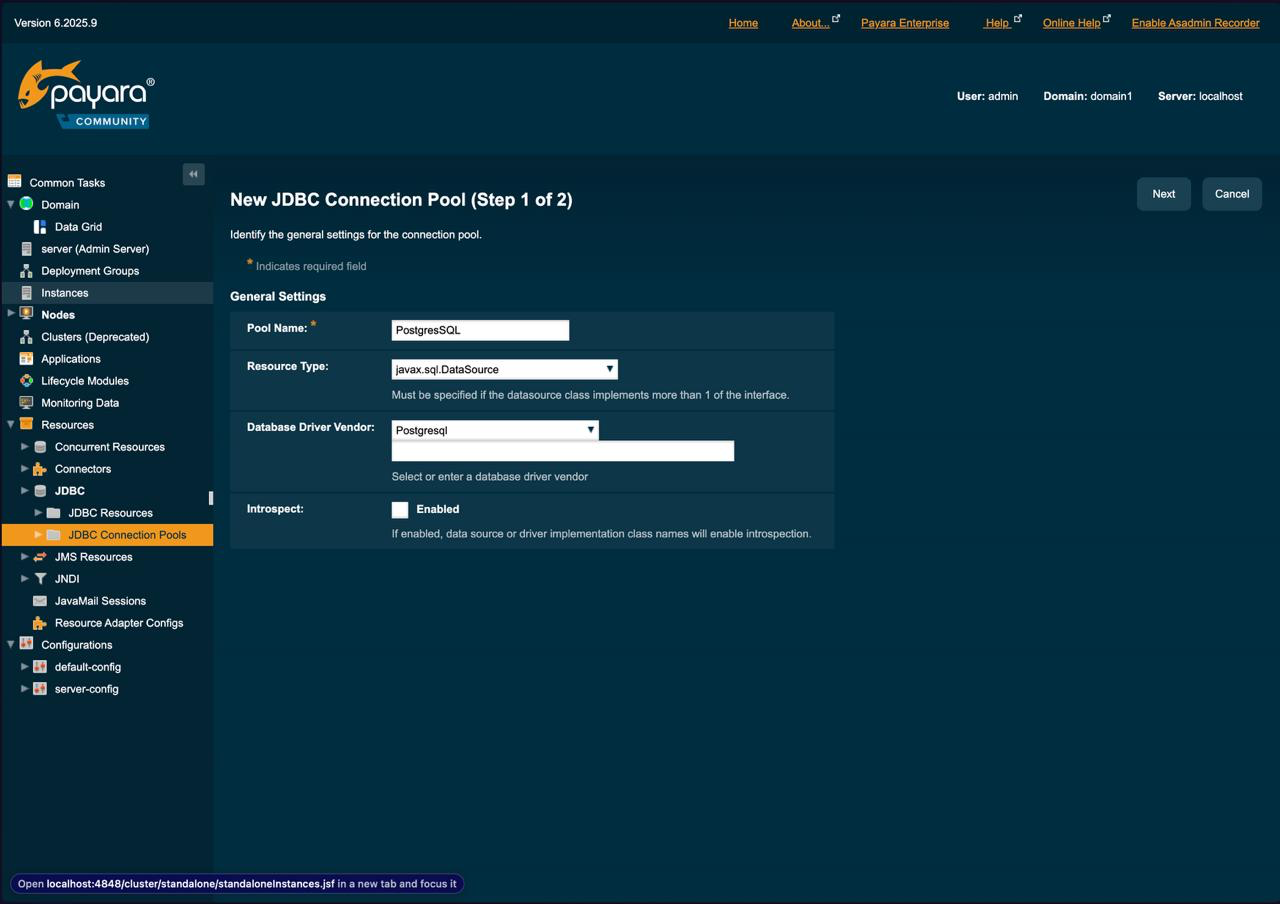 Version 6.2025.9
Home About... Payara Enterprise Help Online Help Enable Asadmin Recorder
payara®
COMMUNITY
User: admin Domain: domain1 Server: localhost
Common Tasks
Domain
Data Grid
server (Admin Server)
Deployment Groups
Instances
Nodes
Clusters (Deprecated)
Applications
Lifecycle Modules
Monitoring Data
Resources
Concurrent Resources
Connectors
JDBC
JDBC Resources
JDBC Connection Pools
JMS Resources
JNDI
JavaMail Sessions
Resource Adapter Configs
Configurations
default-config
server-config
New JDBC Connection Pool (Step 1 of 2)
Next Cancel
Identify the general settings for the connection pool.
* Indicates required field
General Settings
Pool Name: * PostgresSQL
Resource Type: javax.sql.DataSource
Must be specified if the datasource class implements more than 1 of the interface.
Database Driver Vendor: Postgresql
Select or enter a database driver vendor
Introspect: Enabled
If enabled, data source or driver implementation class names will enable introspection.
Open localhost:4848/cluster/standalone/standaloneInstances.jsf in a new tab and focus it